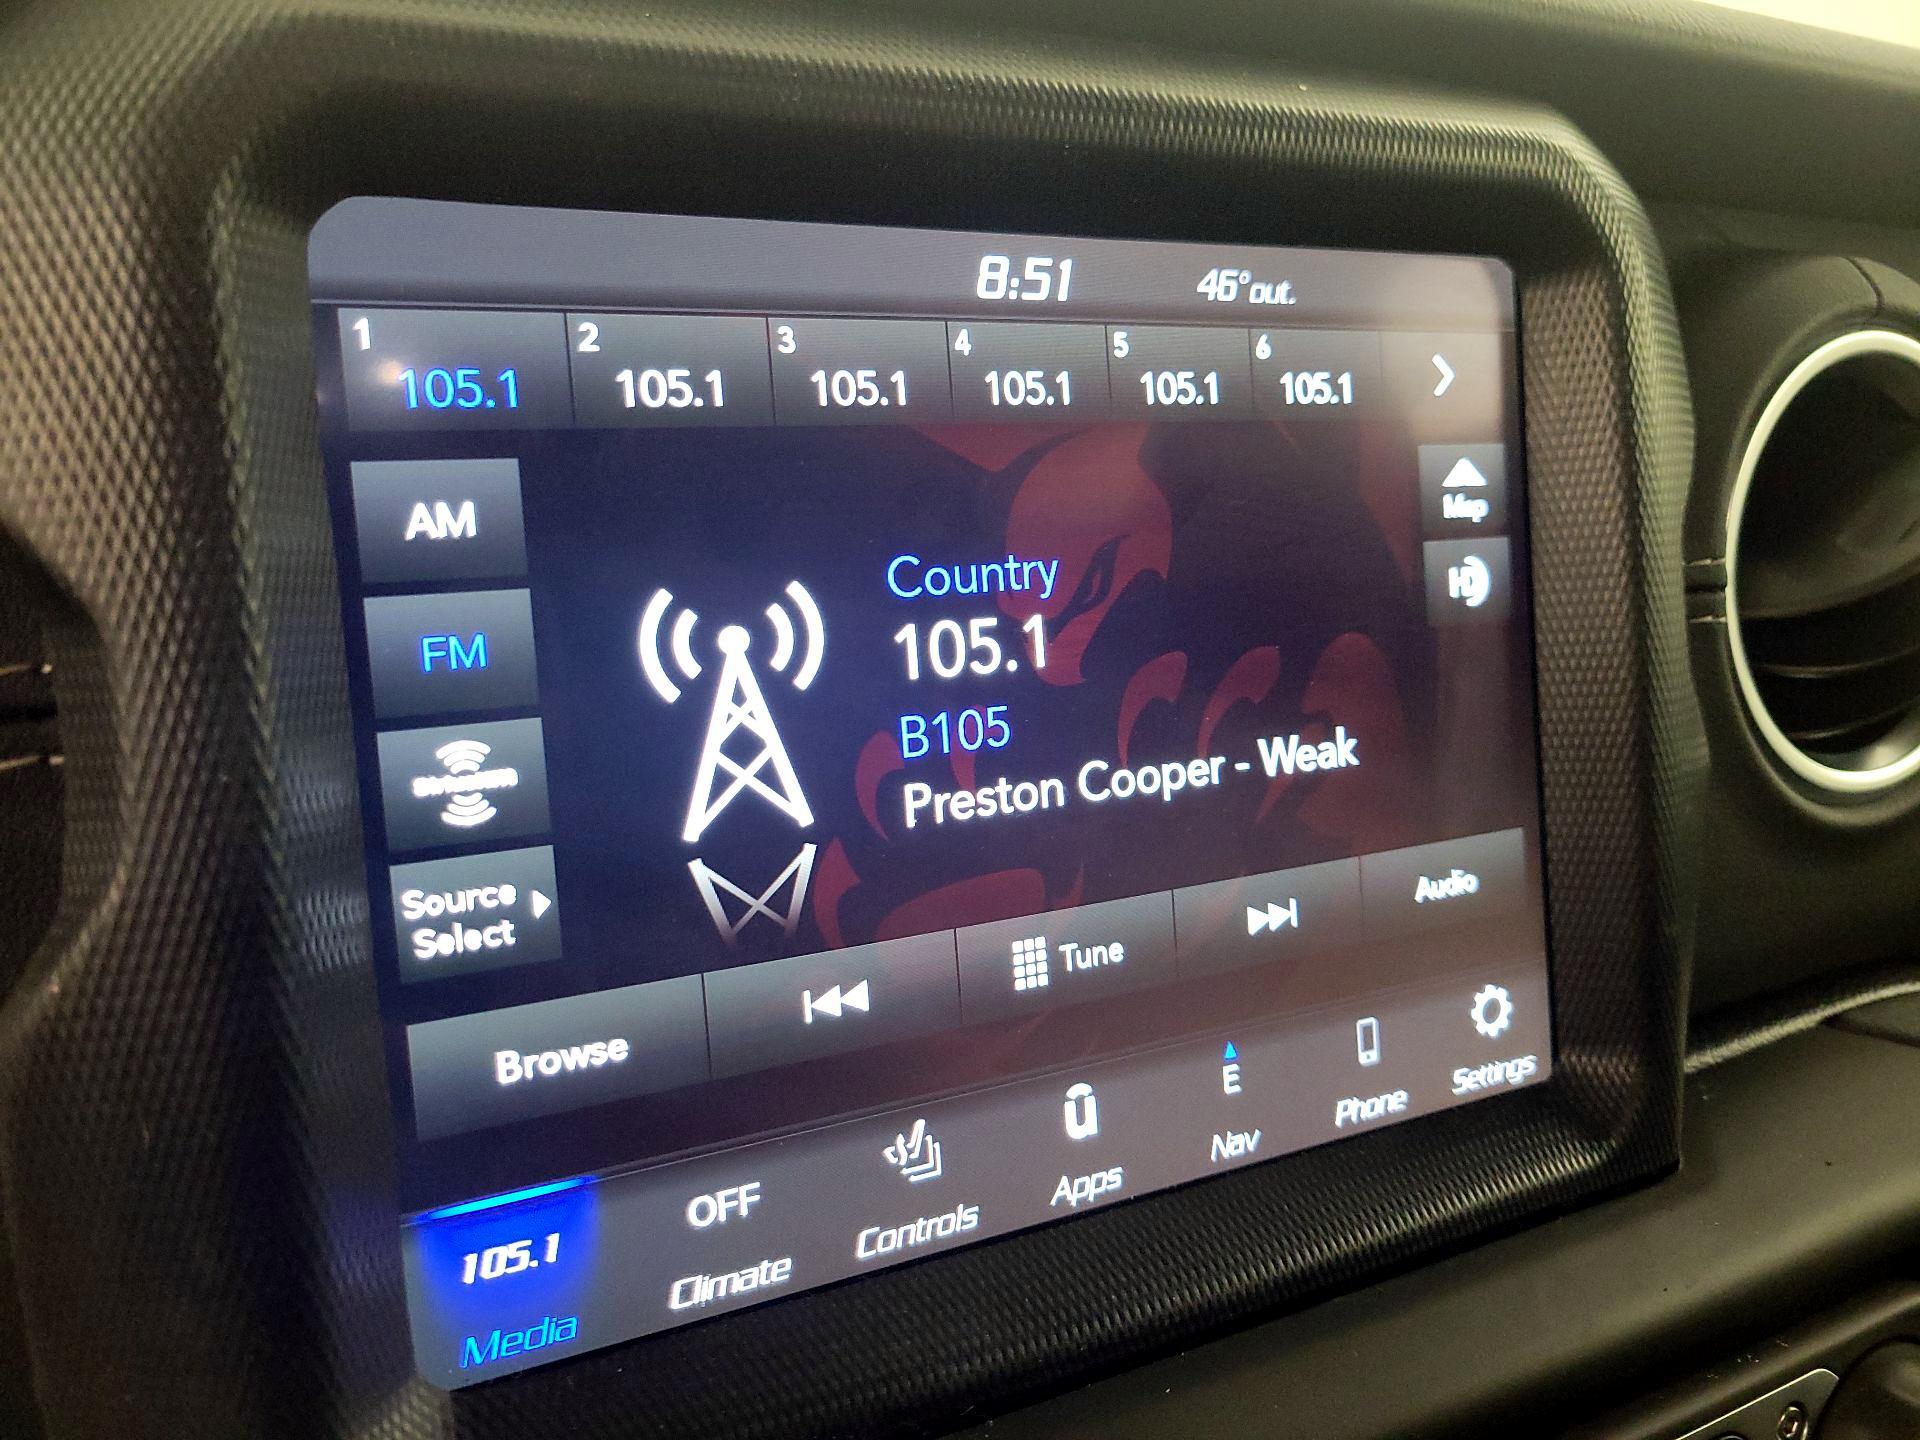 8:51 46°out.
1 2 3 4 5 6
105.1 105.1 105.1 105.1 105.1 105.1
AM
FM
SiriusXM
Source
Select
Country
105.1
B105
Preston Cooper - Weak
Map
HD
Browse
Tune
Audio
105.1
Media
OFF
Climate
Controls
Apps
E
Nav
Phone
Settings